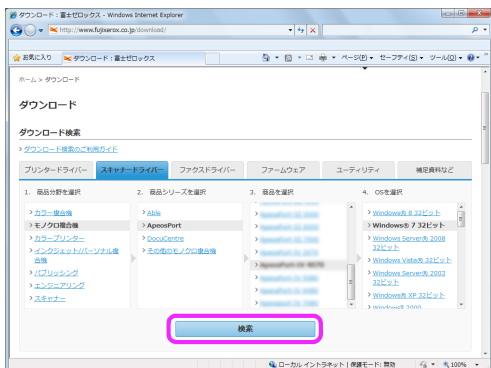 ダウンロード : 富士ゼロックス - Windows Internet Explorer
http://www.fujixerox.co.jp/download/
お気に入り
ダウンロード : 富士ゼロックス
ページ(P)
セーフティ(S)
ツール(O)
ホーム > ダウンロード
ダウンロード
ダウンロード検索
> ダウンロード検索のご利用ガイド
プリンタードライバー
スキャナードライバー
ファクスドライバー
ファームウェア
ユーティリティ
補足資料など
1. 商品分野を選択
> カラー複合機
> モノクロ複合機
> カラープリンター
> インクジェット/パーソナル複
合機
> パブリッシング
> エンジニアリング
> スキャナー
2. 商品シリーズを選択
> Able
> ApeosPort
> DocuCentre
> その他のモノクロ複合機
3. 商品を選択
4. OSを選択
> Windows® 8 32ビット
> Windows® 7 32ビット
> Windows Server® 2008
32ビット
> Windows Vista® 32ビット
> Windows Server® 2003
32ビット
> Windows® XP 32ビット
> Windows® 2000
検索
ローカル イントラネット | 保護モード: 無効
100%